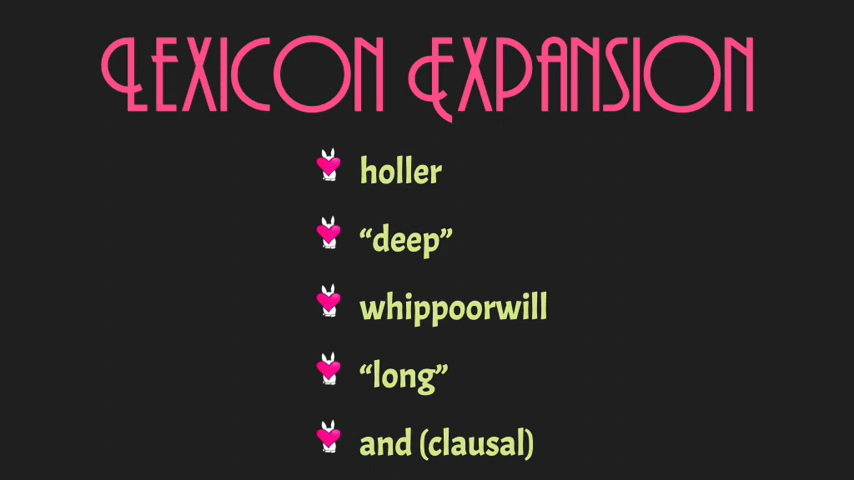 Lexicon Expansion
holler
“deep”
whippoorwill
“long”
and (clausal)